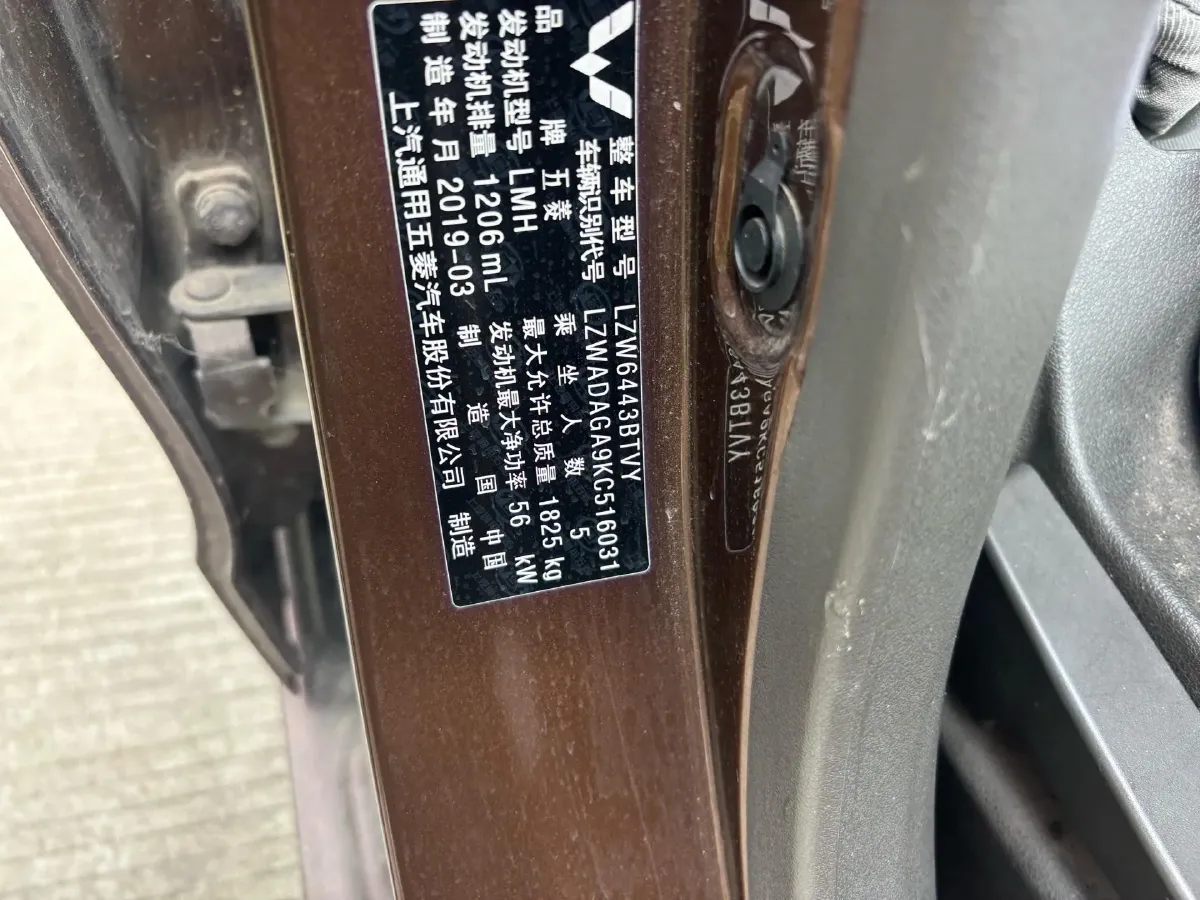 整车型号 LZW6443BTVY
车辆识别代号 LZWADAGA9KC516031
品牌 五菱 乘坐人数 5
发动机型号 LMH 最大允许总质量 1825 kg
发动机排量 1206 mL 发动机最大净功率 56 kW
制造年月 2019-03 制造国 中国
上汽通用五菱汽车股份有限公司 制造